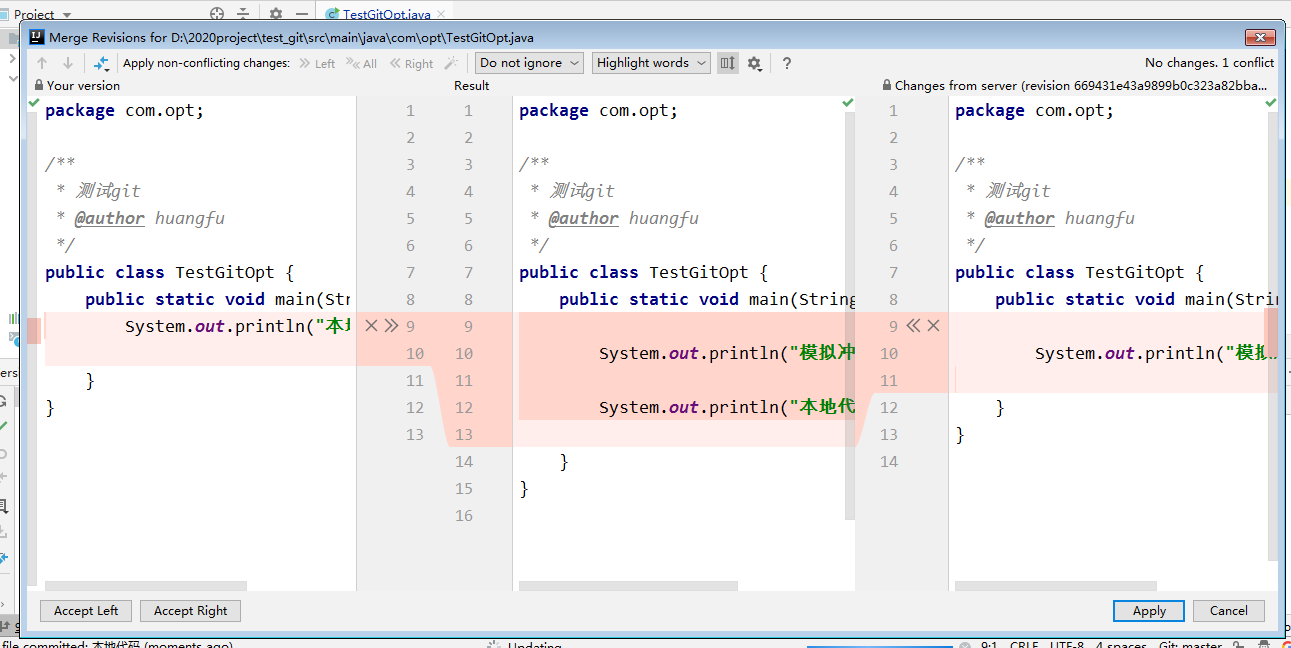 Project
TestGitOpt.java
Merge Revisions for D:\2020project\test_git\src\main\java\com\opt\TestGitOpt.java
Apply non-conflicting changes: Left All Right Do not ignore Highlight words ? No changes. 1 conflict
Your version Result Changes from server (revision 669431e43a9899b0c323a82bba...
package com.opt; 1 1 package com.opt; 1 package com.opt;
2 2 2
/** 3 3 /** 3 /**
* 测试git 4 4 * 测试git 4 * 测试git
* @author huangfu 5 5 * @author huangfu 5 * @author huangfu
*/ 6 6 */ 6 */
public class TestGitOpt { 7 7 public class TestGitOpt { 7 public class TestGitOpt {
public static void main(Str 8 8 public static void main(String 8 public static void main(Stri
System.out.println("本地 9 9 9
10 10 System.out.println("模拟冲 10 System.out.println("模拟
} 11 11 11
} 12 12 System.out.println("本地代 12 }
13 13 13 }
14 } 14
15 }
16
Accept Left Accept Right Apply Cancel
file committed: 本地代码 (moments ago) Updating 9:1 CRLF UTF-8 4 spaces Git: master